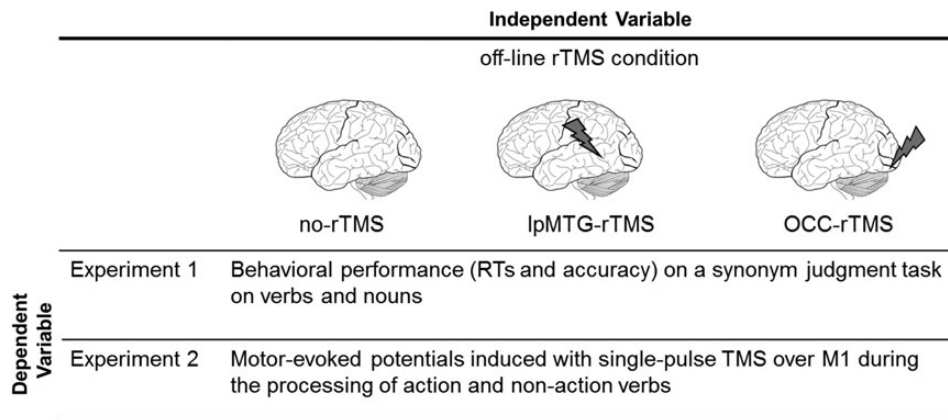 Independent Variable
off-line rTMS condition
no-rTMS
lpMTG-rTMS
OCC-rTMS
Dependent
Variable
Experiment 1
Behavioral performance (RTs and accuracy) on a synonym judgment task
on verbs and nouns
Experiment 2
Motor-evoked potentials induced with single-pulse TMS over M1 during
the processing of action and non-action verbs